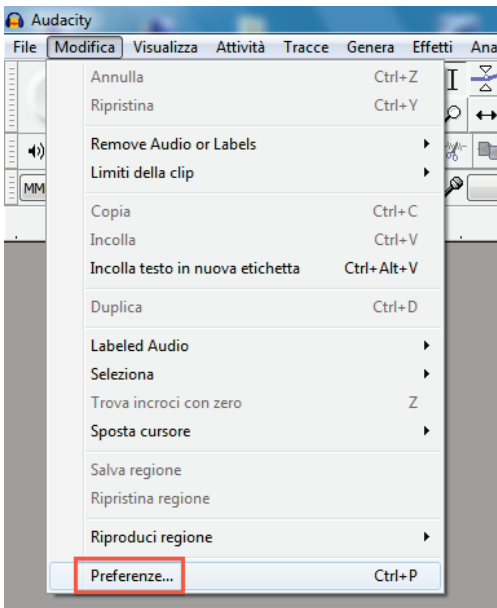 Audacity
File Modifica Visualizza Attività Tracce Genera Effetti Ana
Annulla Ctrl+Z
Ripristina Ctrl+Y
Remove Audio or Labels
Limiti della clip
MM
Copia Ctrl+C
Incolla Ctrl+V
Incolla testo in nuova etichetta Ctrl+Alt+V
Duplica Ctrl+D
Labeled Audio
Seleziona
Trova incroci con zero Z
Sposta cursore
Salva regione
Ripristina regione
Riproduci regione
Preferenze... Ctrl+P